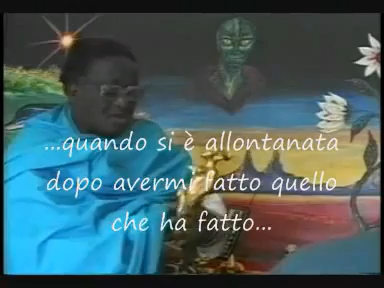 ...quando si è allontanata
dopo avermi fatto quello
che ha fatto...